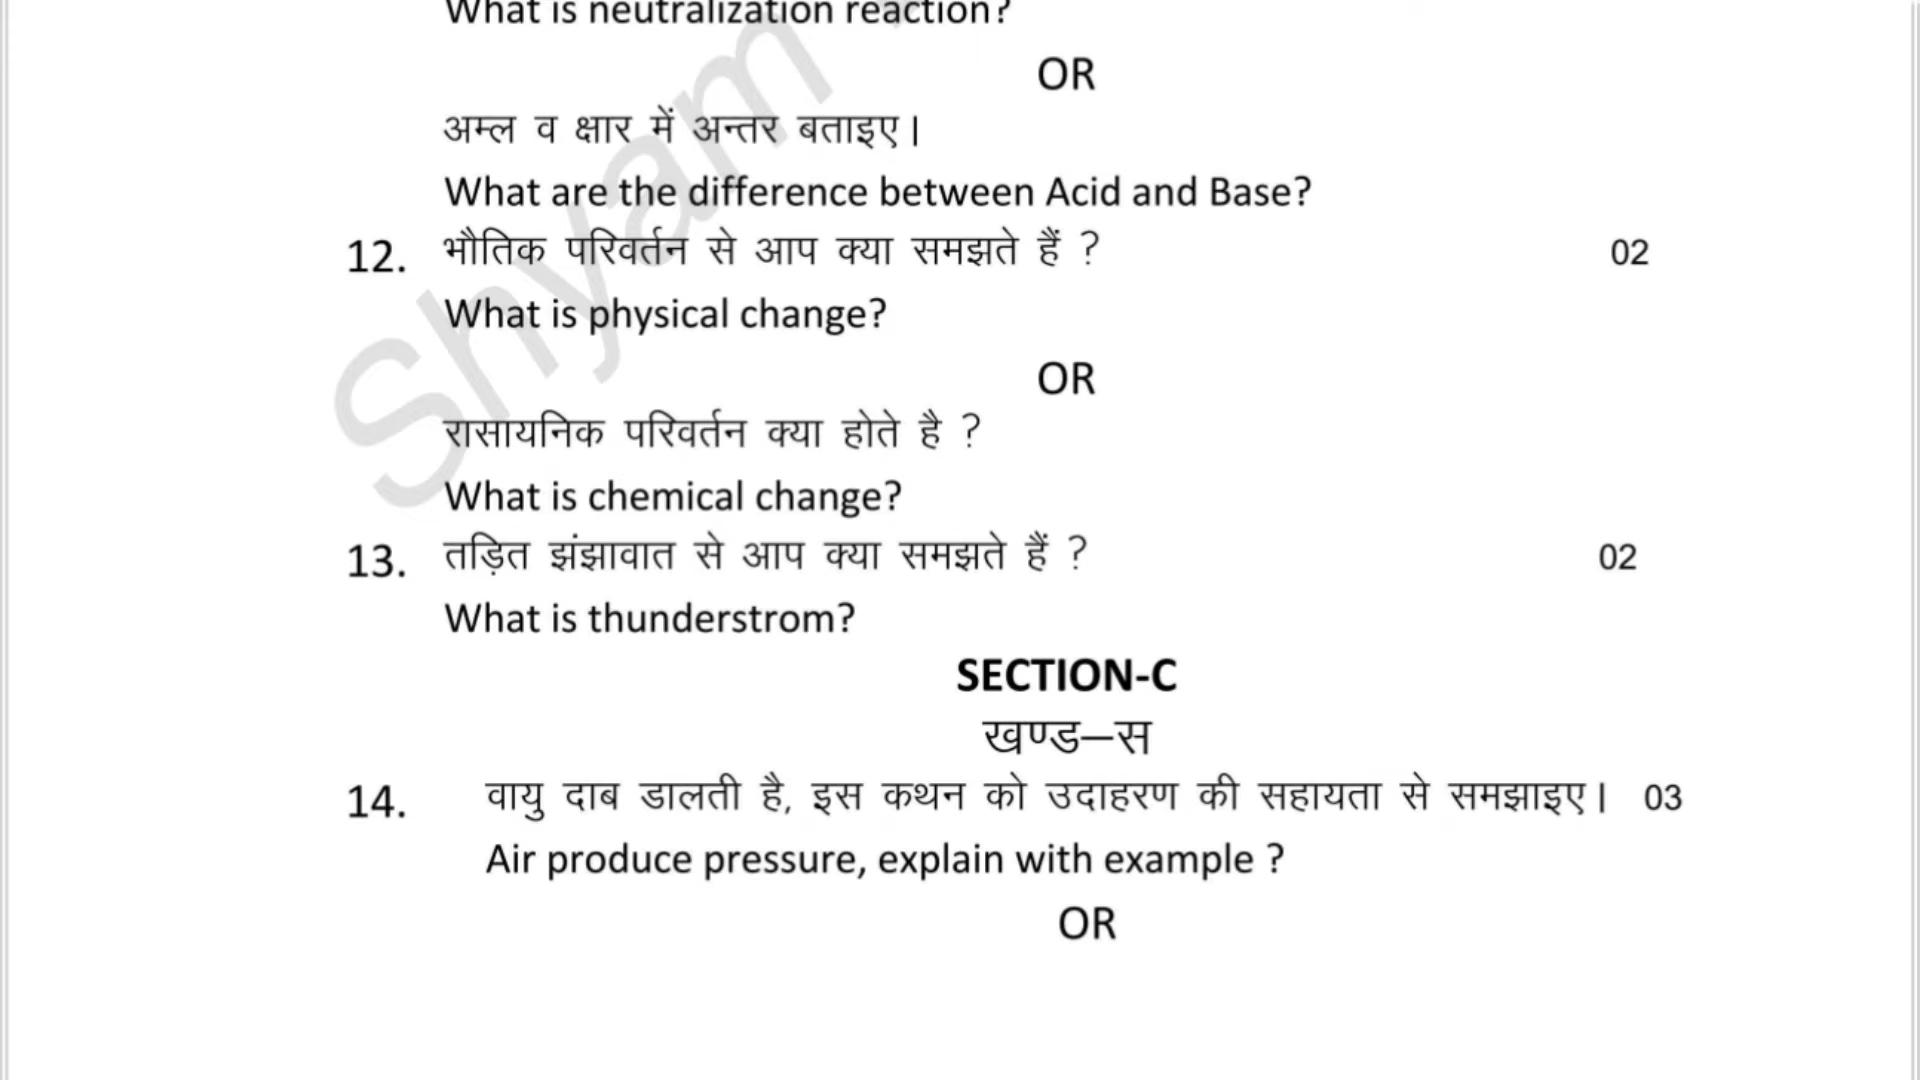 What is neutralization reaction?
OR
अम्ल व क्षार में अन्तर बताइए।
What are the difference between Acid and Base?
12. भौतिक परिवर्तन से आप क्या समझते हैं ? 02
What is physical change?
OR
रासायनिक परिवर्तन क्या होते है ?
What is chemical change?
13. तड़ित झंझावात से आप क्या समझते हैं ? 02
What is thunderstrom?
SECTION-C
खण्ड–स
14. वायु दाब डालती है, इस कथन को उदाहरण की सहायता से समझाइए। 03
Air produce pressure, explain with example ?
OR
Shyam